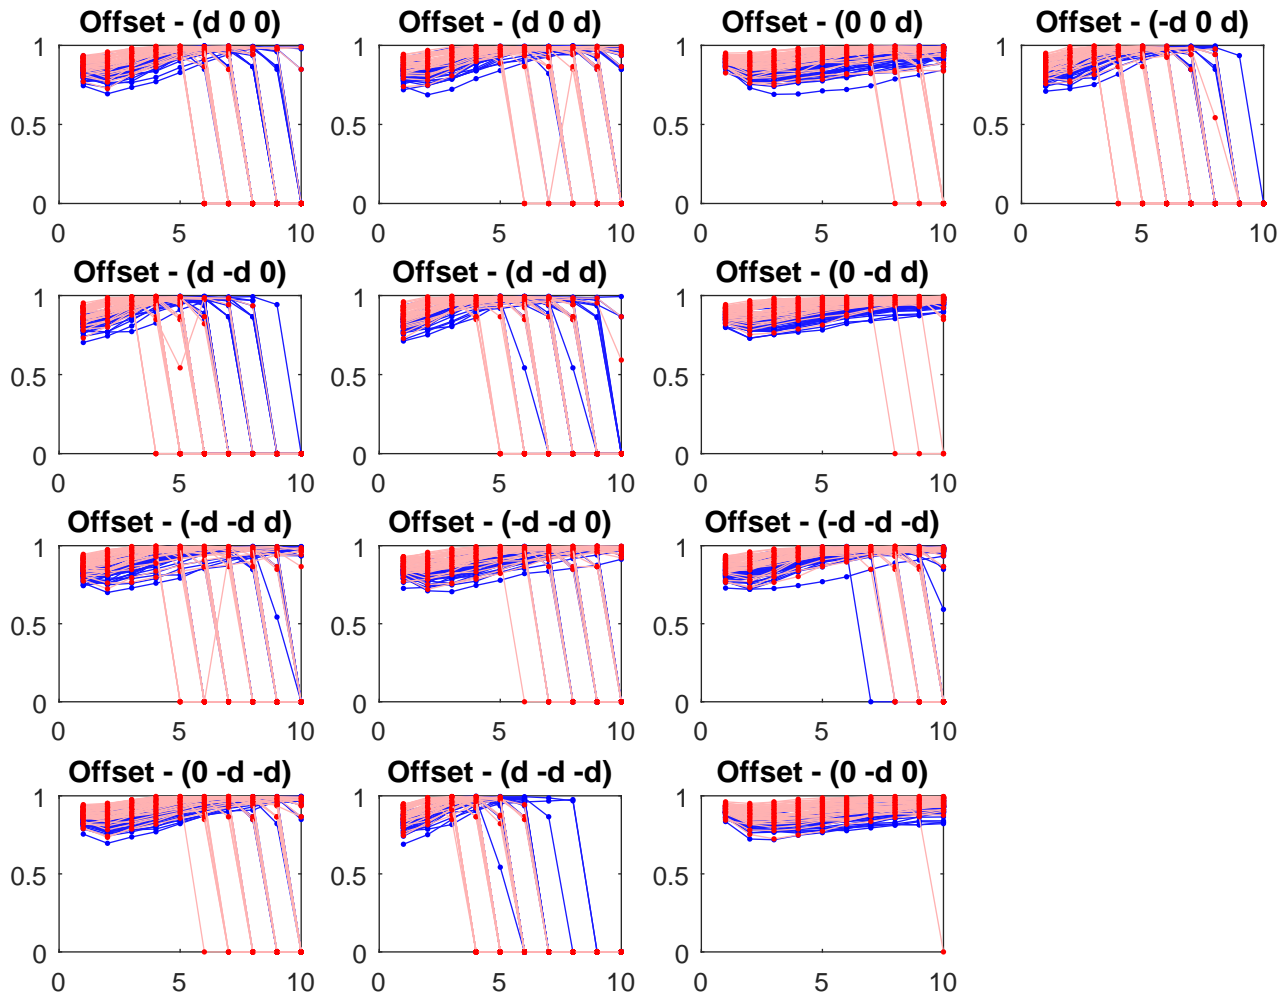 Offset - (d 0 0)
Offset - (d 0 d)
Offset - (0 0 d)
Offset - (-d 0 d)
1 1 1 1
0.5 0.5 0.5 0.5
0 0 0 0
0 5 10 0 5 10 0 5 10 0 5 10
Offset - (d -d 0)
Offset - (d -d d)
Offset - (0 -d d)
1 1 1
0.5 0.5 0.5
0 0 0
0 5 10 0 5 10 0 5 10
Offset - (-d -d d)
Offset - (-d -d 0)
Offset - (-d -d -d)
1 1 1
0.5 0.5 0.5
0 0 0
0 5 10 0 5 10 0 5 10
Offset - (0 -d -d)
Offset - (d -d -d)
Offset - (0 -d 0)
1 1 1
0.5 0.5 0.5
0 0 0
0 5 10 0 5 10 0 5 10